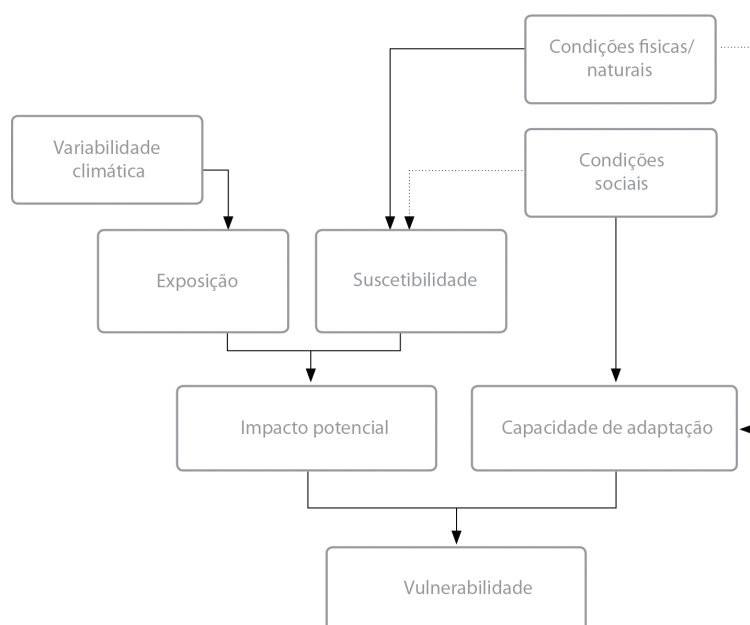 Condições fisicas/
naturais
Variabilidade
climática
Condições
sociais
Exposição
Suscetibilidade
Impacto potencial
Capacidade de adaptação
Vulnerabilidade